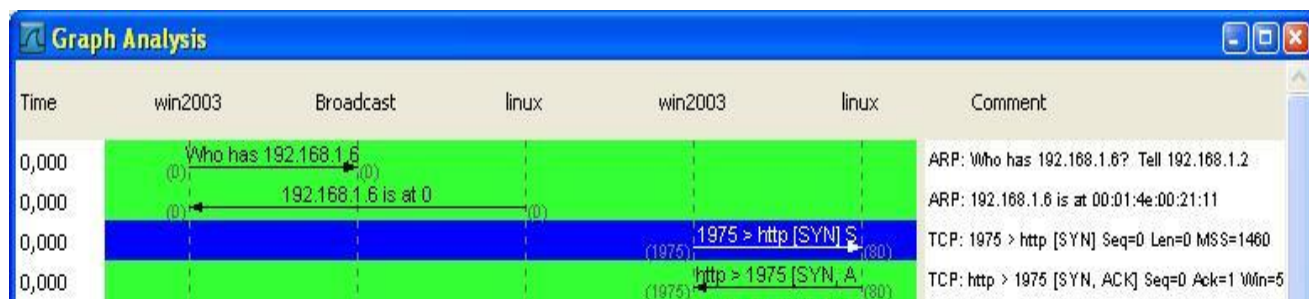 Graph Analysis
Time win2003 Broadcast linux win2003 linux Comment
0,000 Who has 192.168.1.6 ARP: Who has 192.168.1.6? Tell 192.168.1.2
(0) (0)
0,000 192.168.1.6 is at 0 ARP: 192.168.1.6 is at 00:01:4e:00:21:11
(0) (0)
0,000 1975 > http [SYN] S TCP: 1975 > http [SYN] Seq=0 Len=0 MSS=1460
(1975) (80)
0,000 http > 1975 [SYN, A TCP: http > 1975 [SYN, ACK] Seq=0 Ack=1 Win=5
(1975) (80)